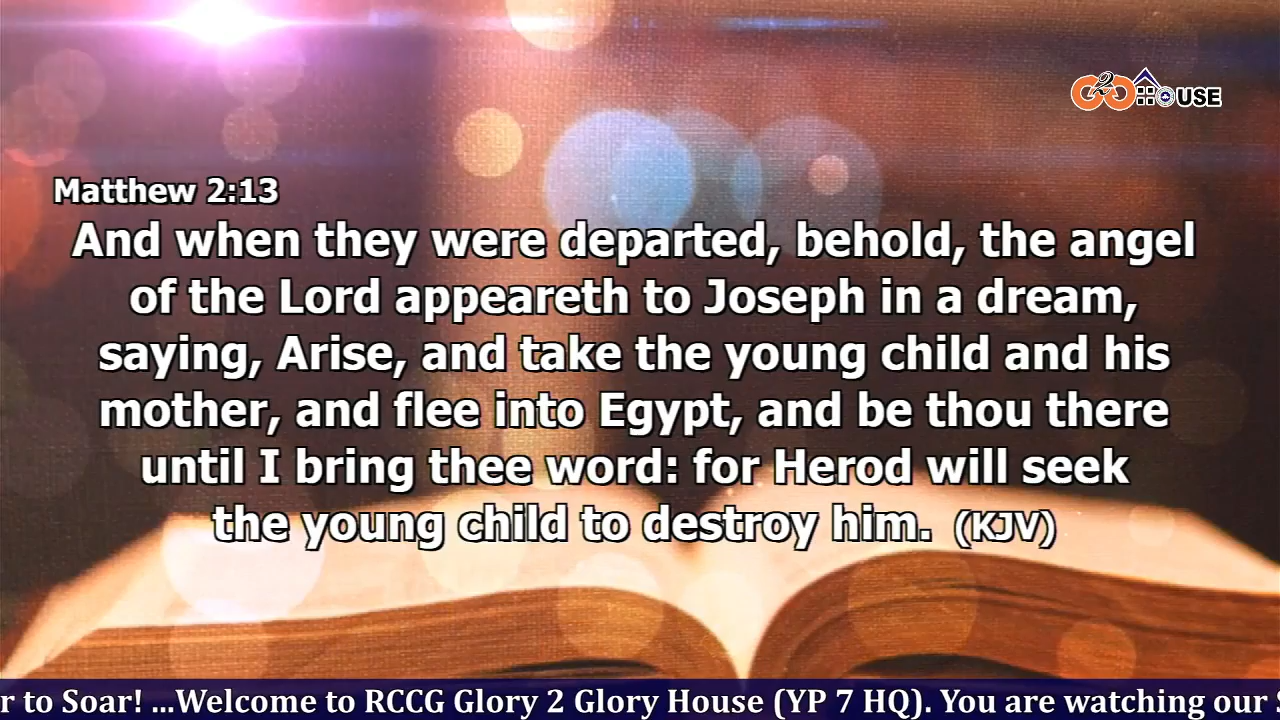 G2G HOUSE
Matthew 2:13
And when they were departed, behold, the angel
of the Lord appeareth to Joseph in a dream,
saying, Arise, and take the young child and his
mother, and flee into Egypt, and be thou there
until I bring thee word: for Herod will seek
the young child to destroy him. (KJV)
r to Soar! ...Welcome to RCCG Glory 2 Glory House (YP 7 HQ). You are watching our